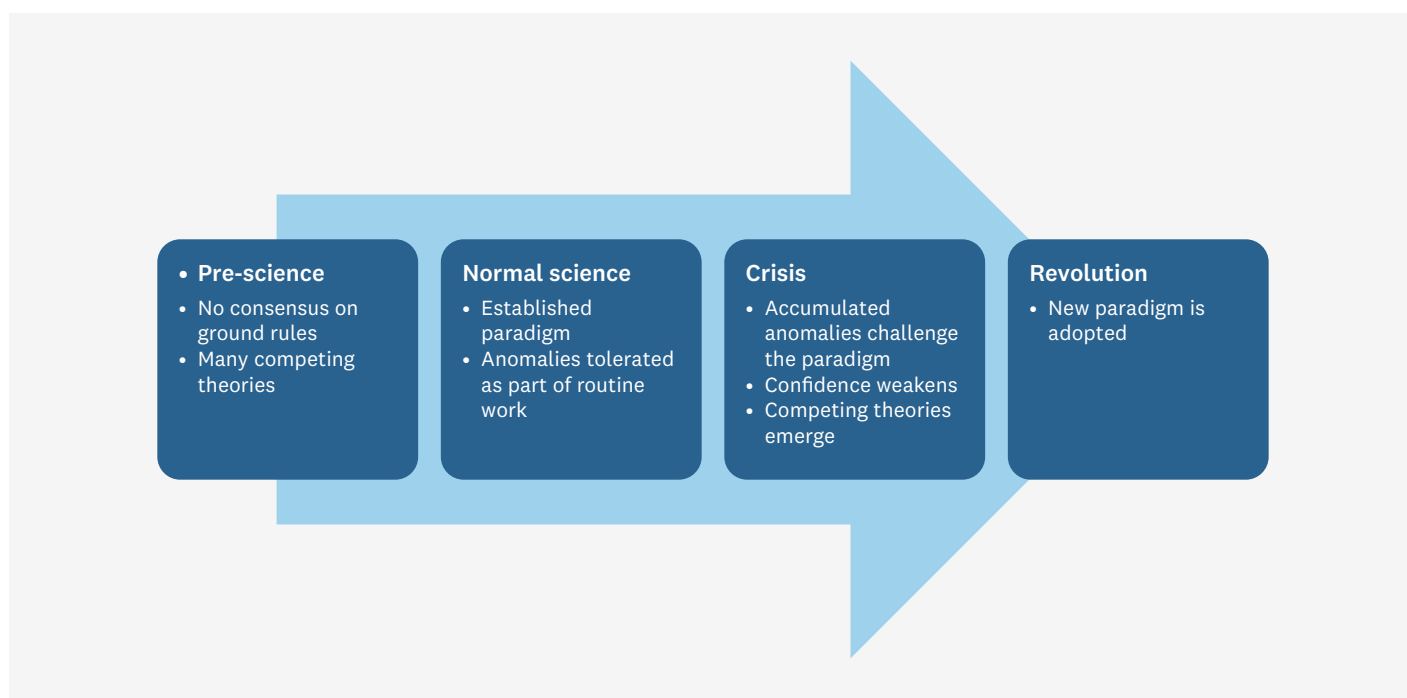 • Pre-science
• No consensus on
ground rules
• Many competing
theories
Normal science
• Established
paradigm
• Anomalies tolerated
as part of routine
work
Crisis
• Accumulated
anomalies challenge
the paradigm
• Confidence weakens
• Competing theories
emerge
Revolution
• New paradigm is
adopted